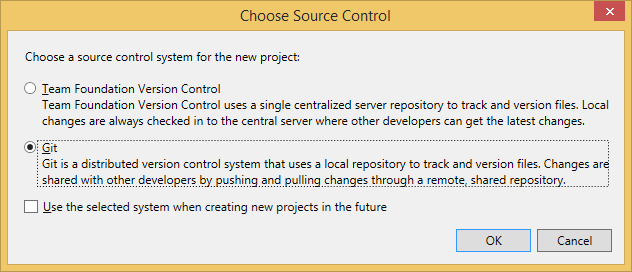 Choose Source Control
Choose a source control system for the new project:
Team Foundation Version Control
Team Foundation Version Control uses a single centralized server repository to track and version files. Local
changes are always checked in to the central server where other developers can get the latest changes.
Git
Git is a distributed version control system that uses a local repository to track and version files. Changes are
shared with other developers by pushing and pulling changes through a remote, shared repository.
Use the selected system when creating new projects in the future
OK
Cancel